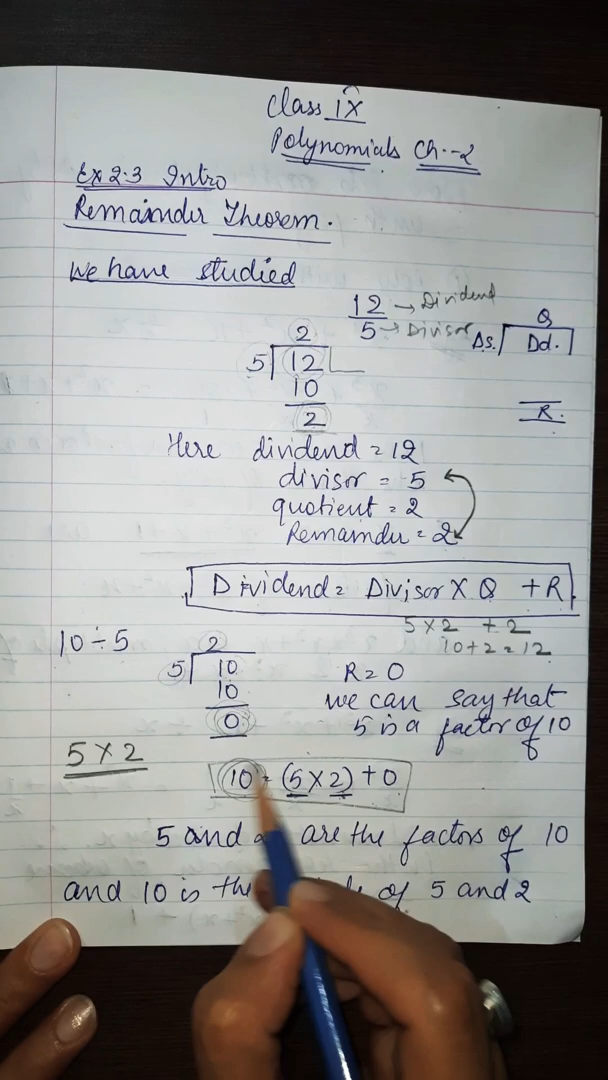 Class IX
Polynomials Ch.-2
Ex 2.3 Intro
Remainder Theorem.
We have studied
12 → Dividend
5 → Divisor
Q
Ds. Dd.
R.
2
5 12
10
2
Here dividend = 12
divisor = 5
quotient = 2
Remainder = 2
Dividend = Divisor X Q + R
5 X 2 + 2
10+2 = 12
10 ÷ 5
2
5 10
10
0
R = 0
we can say that
5 is a factor of 10
5 X 2
10 = (5 X 2) + 0
5 and are the factors of 10
and 10 is the of 5 and 2